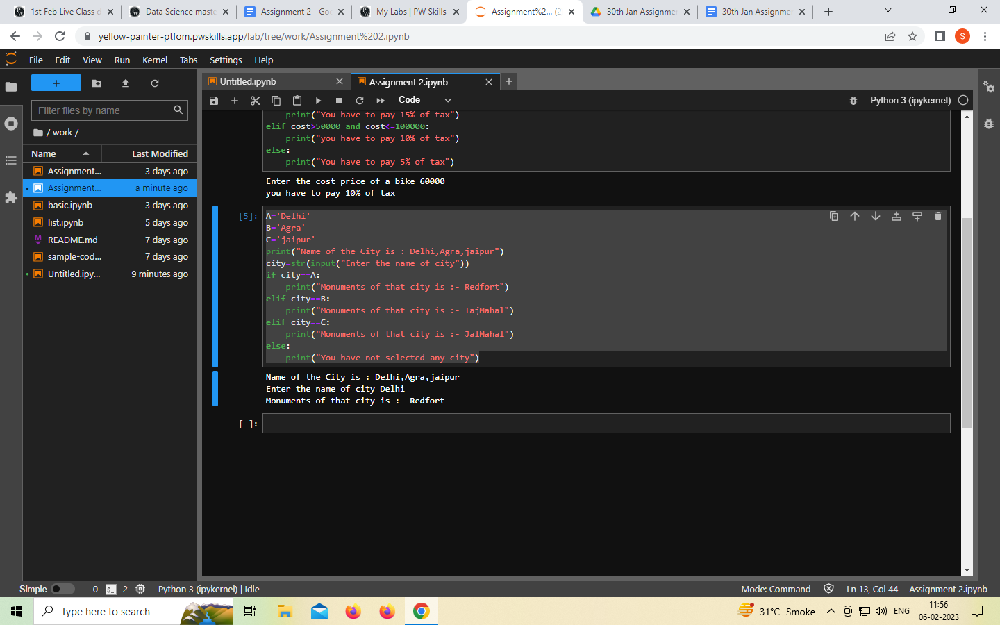 1st Feb Live Class d
Data Science maste
Assignment 2 - Goo
My Labs | PW Skills
Assignment%2... (2
30th Jan Assignme
30th Jan Assignme
yellow-painter-ptfom.pwskills.app/lab/tree/work/Assignment%202.ipynb
S
File Edit View Run Kernel Tabs Settings Help
Filter files by name
/ work /
Name Last Modified
Assignment... 3 days ago
Assignment... a minute ago
basic.ipynb 3 days ago
list.ipynb 5 days ago
README.md 7 days ago
sample-cod... 7 days ago
Untitled.ipy... 9 minutes ago
Untitled.ipynb
Assignment 2.ipynb
Code
Python 3 (ipykernel)
print("You have to pay 15% of tax")
elif cost>50000 and cost<=100000:
print("you have to pay 10% of tax")
else:
print("You have to pay 5% of tax")
Enter the cost price of a bike 60000
you have to pay 10% of tax
[5]:
A='Delhi'
B='Agra'
C='jaipur'
print("Name of the City is : Delhi,Agra,jaipur")
city=str(input("Enter the name of city"))
if city==A:
print("Monuments of that city is :- Redfort")
elif city==B:
print("Monuments of that city is :- TajMahal")
elif city==C:
print("Monuments of that city is :- JalMahal")
else:
print("You have not selected any city")
Name of the City is : Delhi,Agra,jaipur
Enter the name of city Delhi
Monuments of that city is :- Redfort
[ ]:
Simple 0 $_ 2 Python 3 (ipykernel) | Idle
Mode: Command Ln 13, Col 44 Assignment 2.ipynb
Type here to search
31°C Smoke
ENG
11:56
06-02-2023